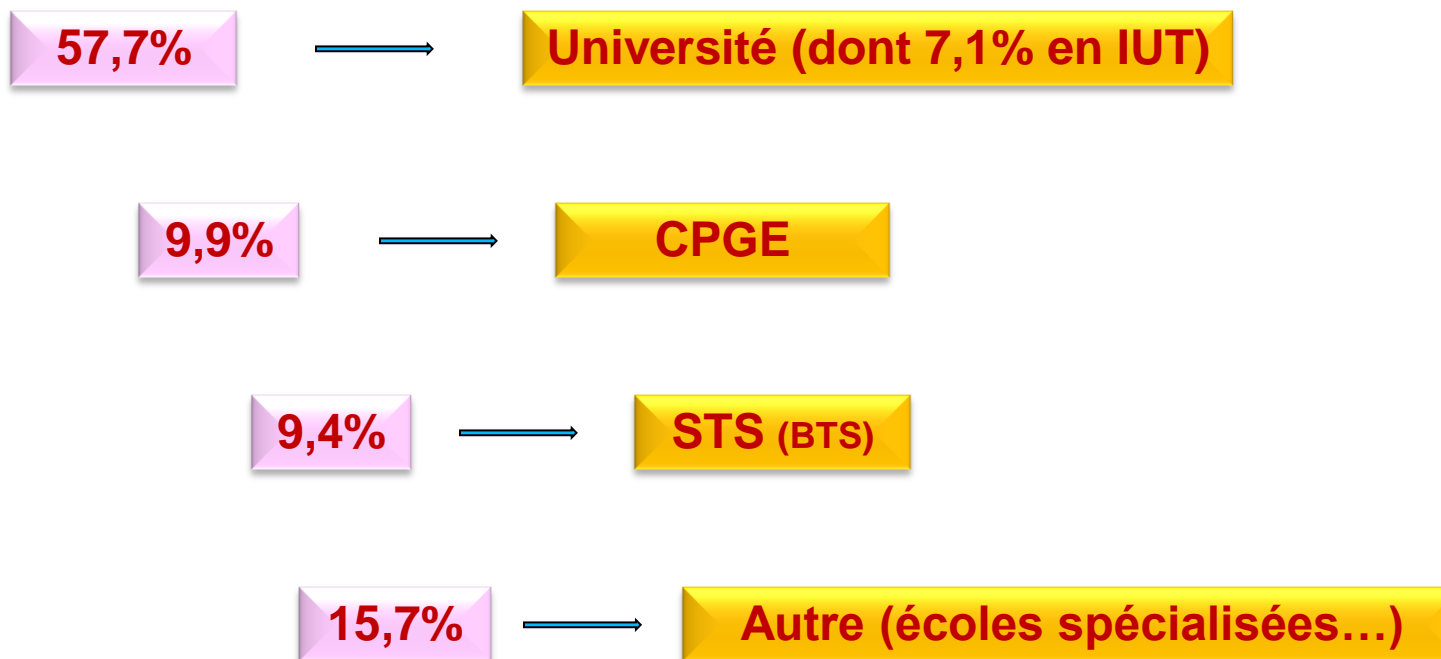 57,7% Université (dont 7,1% en IUT)
9,9% CPGE
9,4% STS (BTS)
15,7% Autre (écoles spécialisées…)